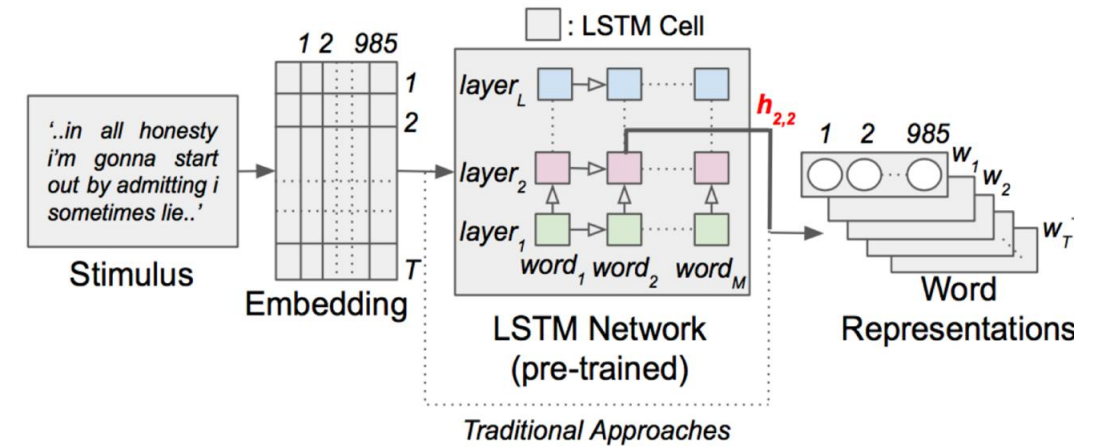 : LSTM Cell
1 2 985
1
2
T
'..in all honesty
i'm gonna start
out by admitting i
sometimes lie..'
Stimulus
Embedding
layer_L
layer_2
layer_1
word_1 word_2 word_M
h_2,2
LSTM Network
(pre-trained)
1 2 985
w_1
w_2
w_T
Word
Representations
Traditional Approaches